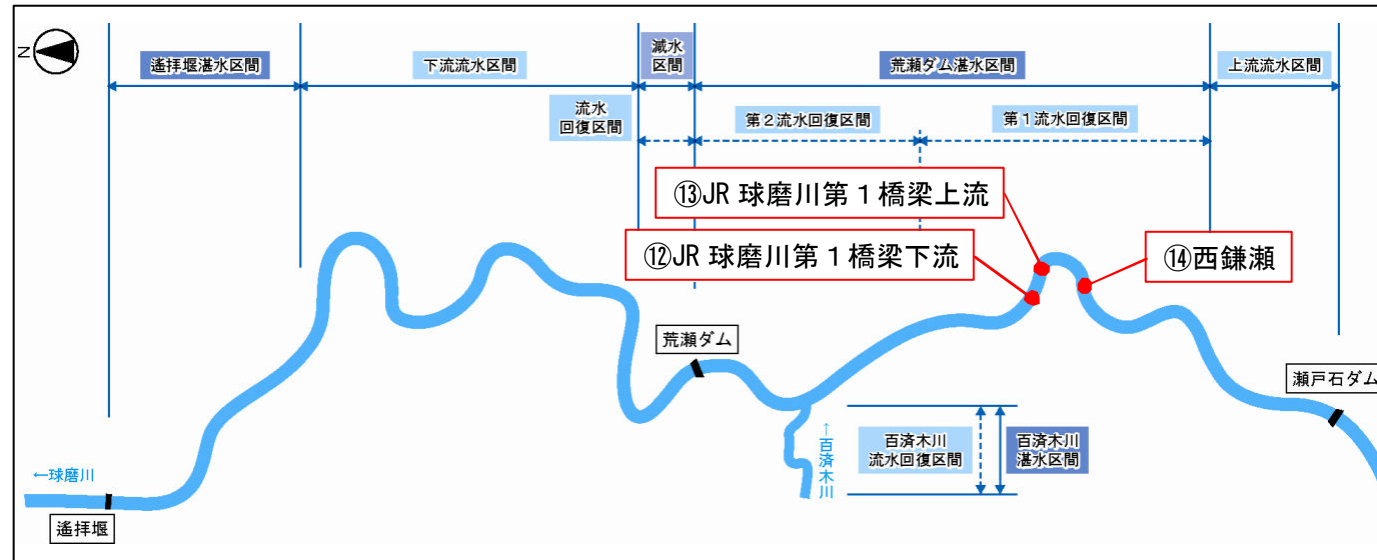 N
遙拝堰湛水区間
下流流水区間
減水
区間
荒瀬ダム湛水区間
上流流水区間
流水
回復区間
第2流水回復区間
第1流水回復区間
⑬JR 球磨川第1橋梁上流
⑫JR 球磨川第1橋梁下流
⑭西鎌瀬
荒瀬ダム
瀬戸石ダム
↑百済木川
百済木川
流水回復区間
百済木川
湛水区間
←球磨川
遙拝堰